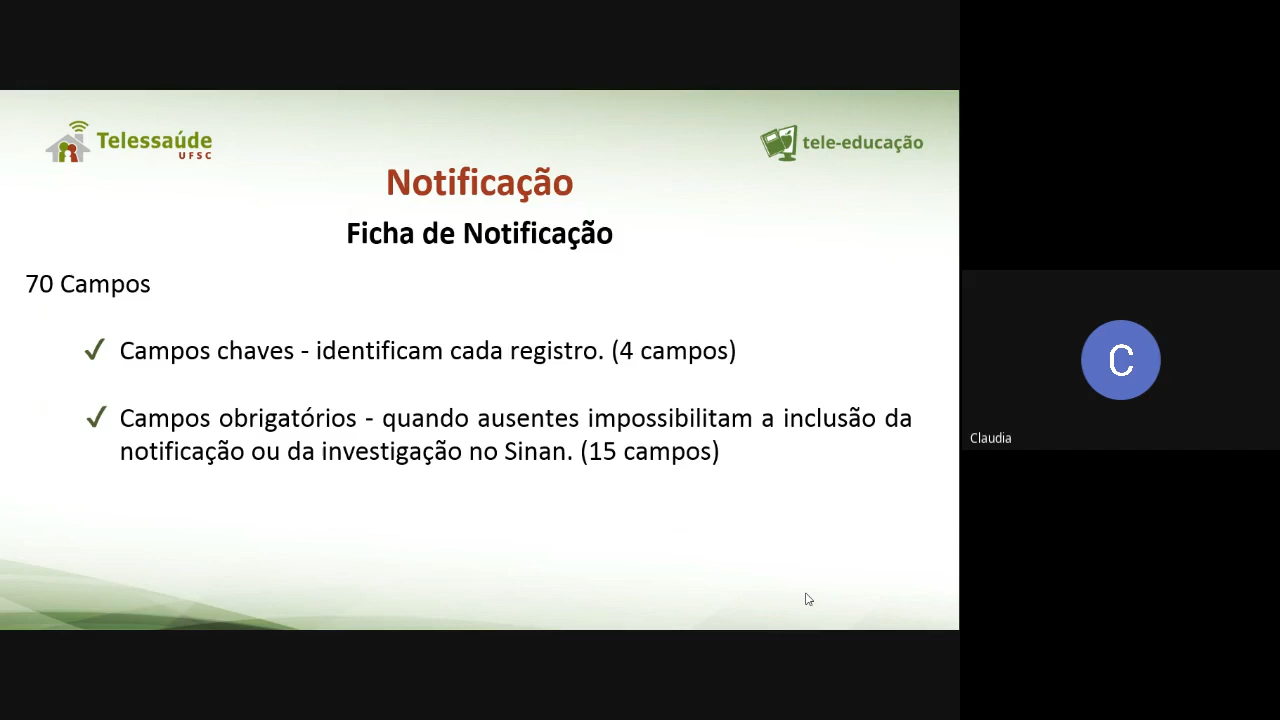 Telessaúde
UFSC
tele-educação
Notificação
Ficha de Notificação
70 Campos
✓ Campos chaves - identificam cada registro. (4 campos)
✓ Campos obrigatórios - quando ausentes impossibilitam a inclusão da
notificação ou da investigação no Sinan. (15 campos)
C
Claudia